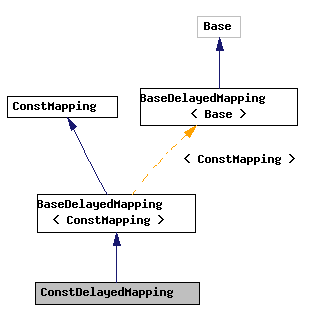 Base
BaseDelayedMapping
< Base >
ConstMapping
< ConstMapping >
BaseDelayedMapping
< ConstMapping >
ConstDelayedMapping